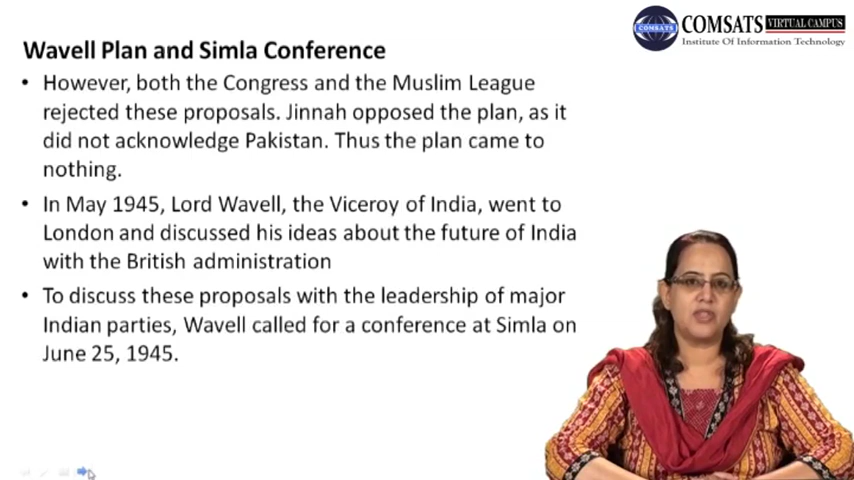 COMSATS VIRTUAL CAMPUS
Institute Of Information Technology
Wavell Plan and Simla Conference
• However, both the Congress and the Muslim League
rejected these proposals. Jinnah opposed the plan, as it
did not acknowledge Pakistan. Thus the plan came to
nothing.
• In May 1945, Lord Wavell, the Viceroy of India, went to
London and discussed his ideas about the future of India
with the British administration
• To discuss these proposals with the leadership of major
Indian parties, Wavell called for a conference at Simla on
June 25, 1945.